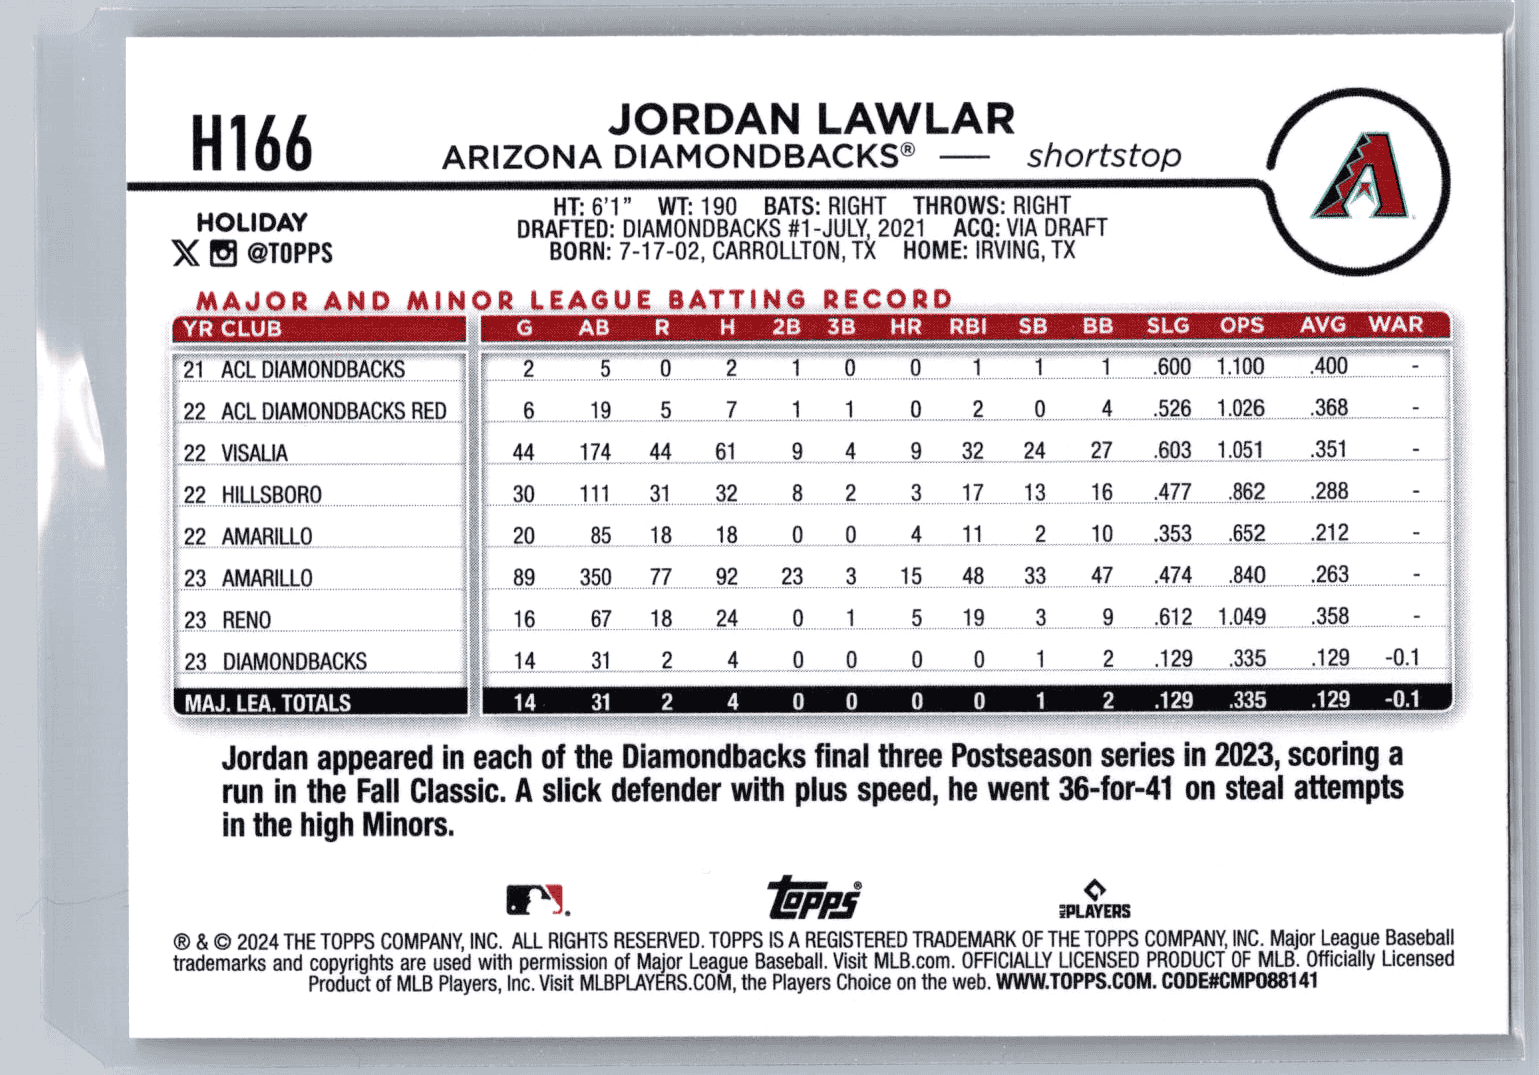 H166
JORDAN LAWLAR
ARIZONA DIAMONDBACKS® — shortstop
HOLIDAY
@TOPPS
HT: 6'1" WT: 190 BATS: RIGHT THROWS: RIGHT
DRAFTED: DIAMONDBACKS #1-JULY, 2021 ACQ: VIA DRAFT
BORN: 7-17-02, CARROLLTON, TX HOME: IRVING, TX
MAJOR AND MINOR LEAGUE BATTING RECORD
YR CLUB G AB R H 2B 3B HR RBI SB BB SLG OPS AVG WAR
21 ACL DIAMONDBACKS 2 5 0 2 1 0 0 1 1 1 .600 1.100 .400 -
22 ACL DIAMONDBACKS RED 6 19 5 7 1 1 0 2 0 4 .526 1.026 .368 -
22 VISALIA 44 174 44 61 9 4 9 32 24 27 .603 1.051 .351 -
22 HILLSBORO 30 111 31 32 8 2 3 17 13 16 .477 .862 .288 -
22 AMARILLO 20 85 18 18 0 0 4 11 2 10 .353 .652 .212 -
23 AMARILLO 89 350 77 92 23 3 15 48 33 47 .474 .840 .263 -
23 RENO 16 67 18 24 0 1 5 19 3 9 .612 1.049 .358 -
23 DIAMONDBACKS 14 31 2 4 0 0 0 0 1 2 .129 .335 .129 -0.1
MAJ. LEA. TOTALS 14 31 2 4 0 0 0 0 1 2 .129 .335 .129 -0.1
Jordan appeared in each of the Diamondbacks final three Postseason series in 2023, scoring a
run in the Fall Classic. A slick defender with plus speed, he went 36-for-41 on steal attempts
in the high Minors.
Topps®
MLB PLAYERS
® & © 2024 THE TOPPS COMPANY, INC. ALL RIGHTS RESERVED. TOPPS IS A REGISTERED TRADEMARK OF THE TOPPS COMPANY, INC. Major League Baseball
trademarks and copyrights are used with permission of Major League Baseball. Visit MLB.com. OFFICIALLY LICENSED PRODUCT OF MLB. Officially Licensed
Product of MLB Players, Inc. Visit MLBPLAYERS.COM, the Players Choice on the web. WWW.TOPPS.COM. CODE#CMP088141